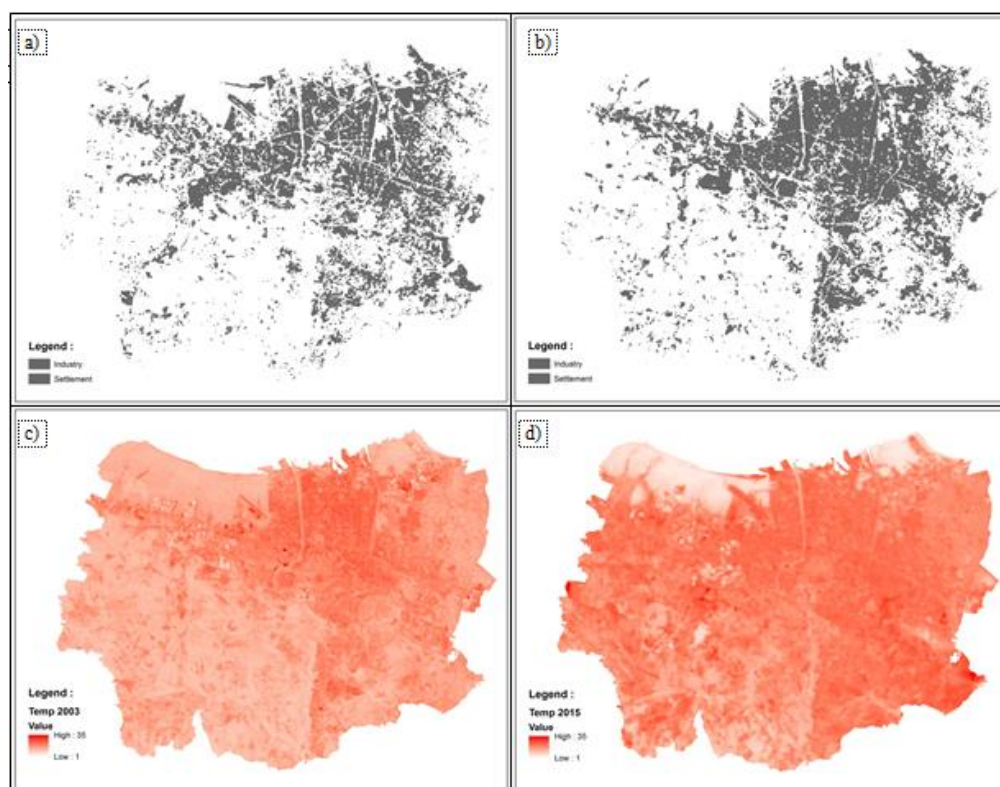 a)
Legend :
Industry
Settlement
b)
Legend :
Industry
Settlement
c)
Legend :
Temp 2003
Value
High : 35
Low : 1
d)
Legend :
Temp 2015
Value
High : 35
Low : 1